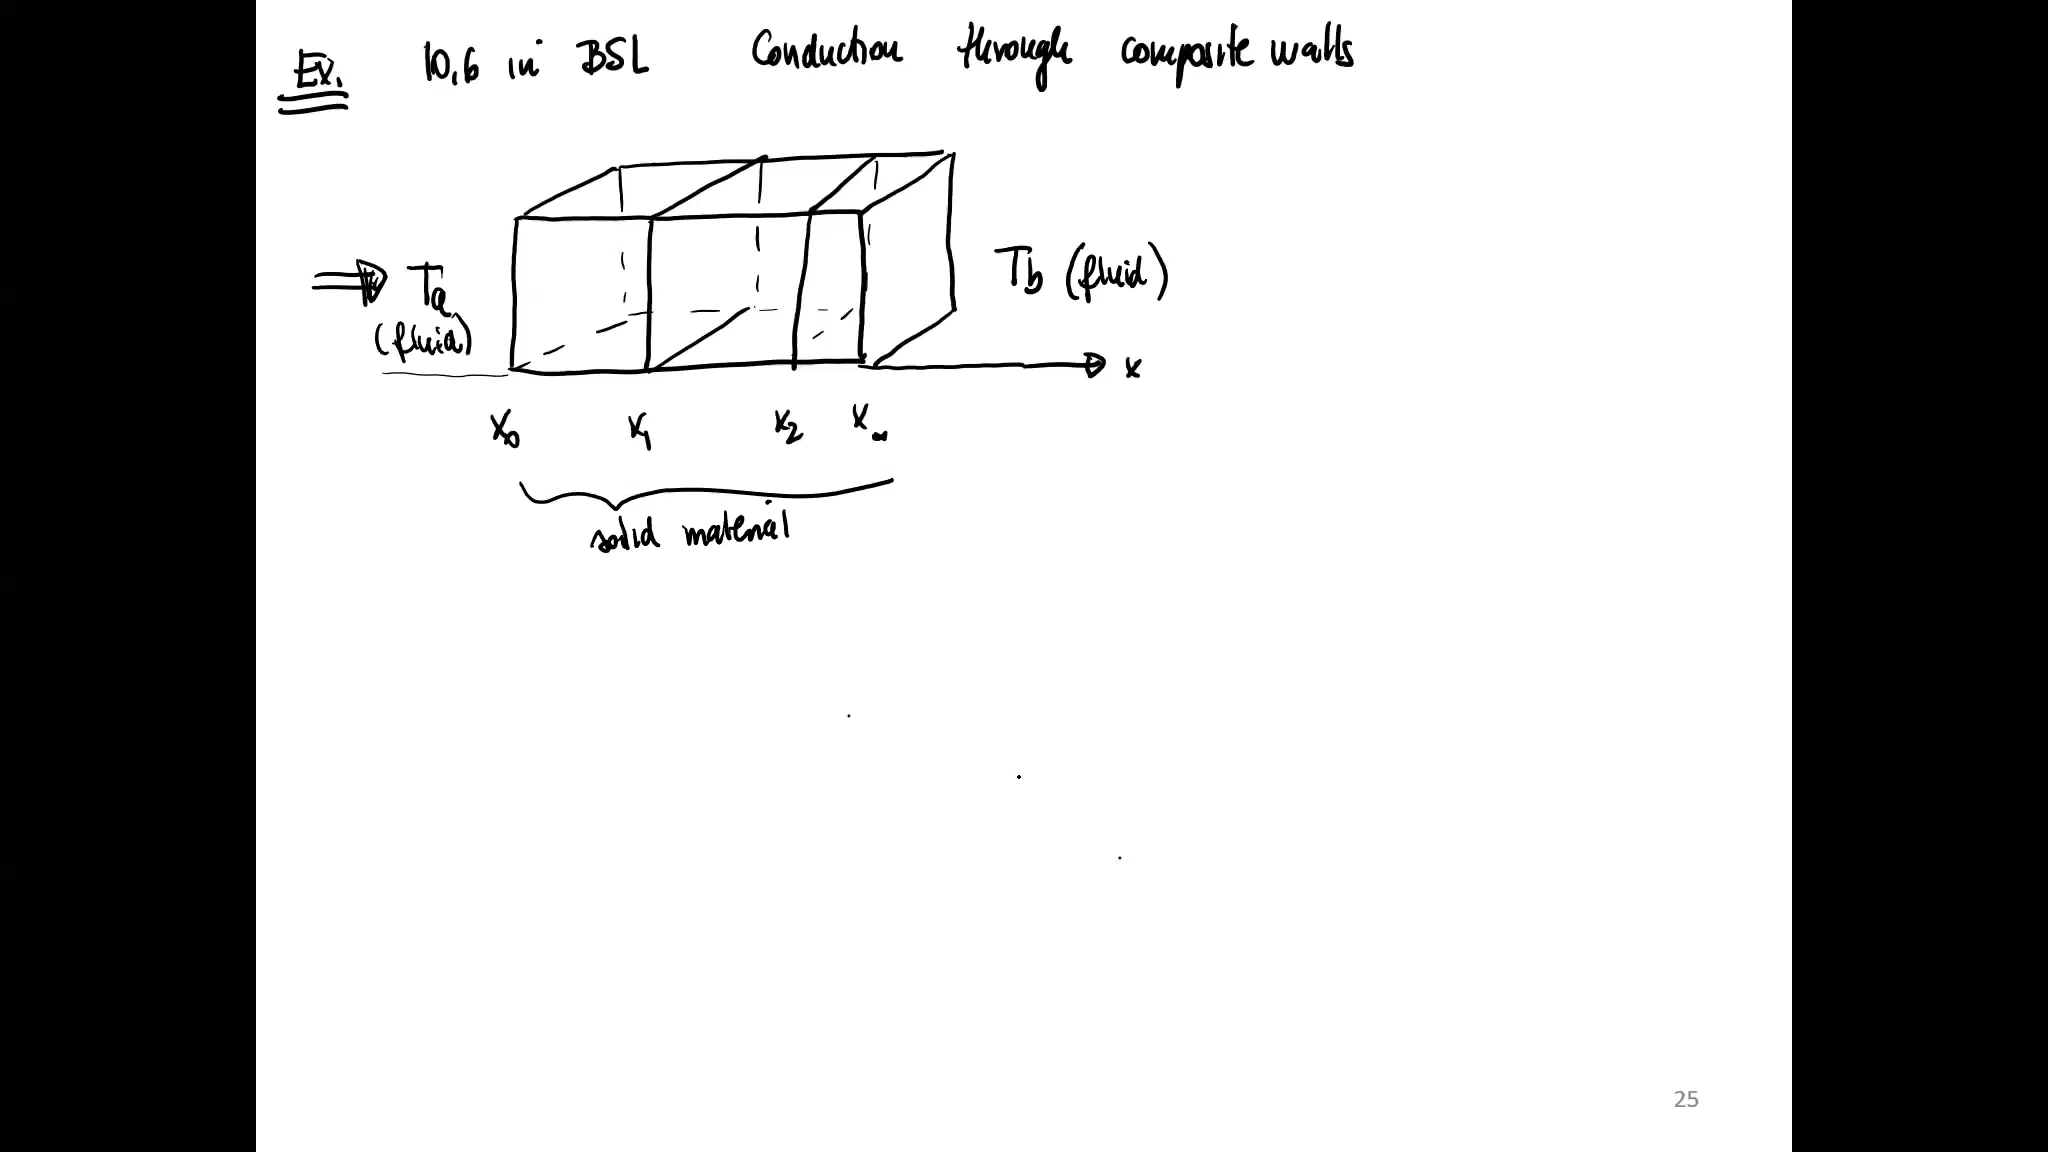 Ex. 10.6 in BSL Conduction through composite walls
Ta (fluid) Tb (fluid)
x
x₀ x₁ x₂ x∞
solid material
25